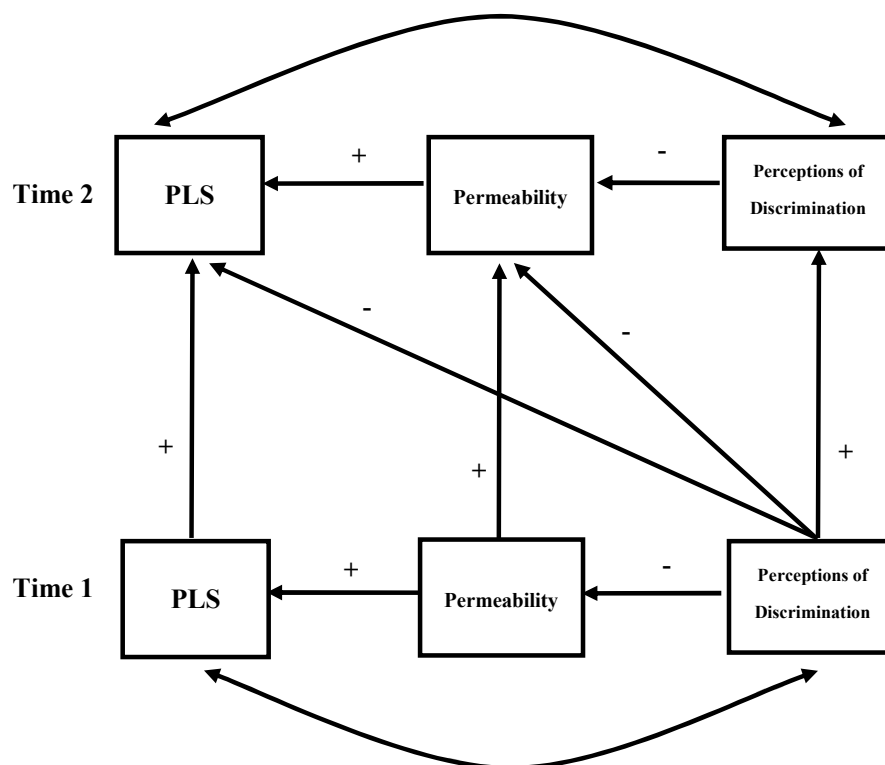 +
-
Time 2
PLS
Permeability
Perceptions of
Discrimination
-
-
+
+
+
Time 1
PLS
+
Permeability
-
Perceptions of
Discrimination